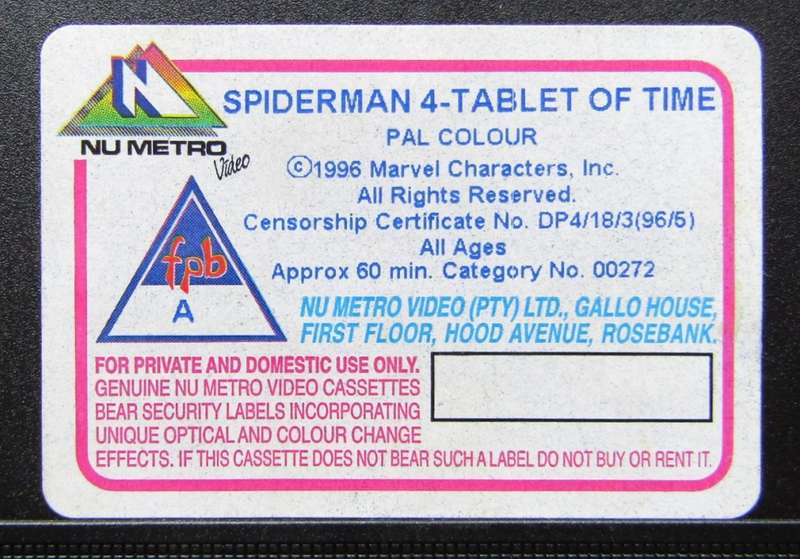 N
NU METRO
Video
SPIDERMAN 4-TABLET OF TIME
PAL COLOUR
©1996 Marvel Characters, Inc.
All Rights Reserved.
Censorship Certificate No. DP4/18/3(96/5)
All Ages
Approx 60 min. Category No. 00272
fpb
A
NU METRO VIDEO (PTY) LTD., GALLO HOUSE,
FIRST FLOOR, HOOD AVENUE, ROSEBANK.
FOR PRIVATE AND DOMESTIC USE ONLY.
GENUINE NU METRO VIDEO CASSETTES
BEAR SECURITY LABELS INCORPORATING
UNIQUE OPTICAL AND COLOUR CHANGE
EFFECTS. IF THIS CASSETTE DOES NOT BEAR SUCH A LABEL DO NOT BUY OR RENT IT.